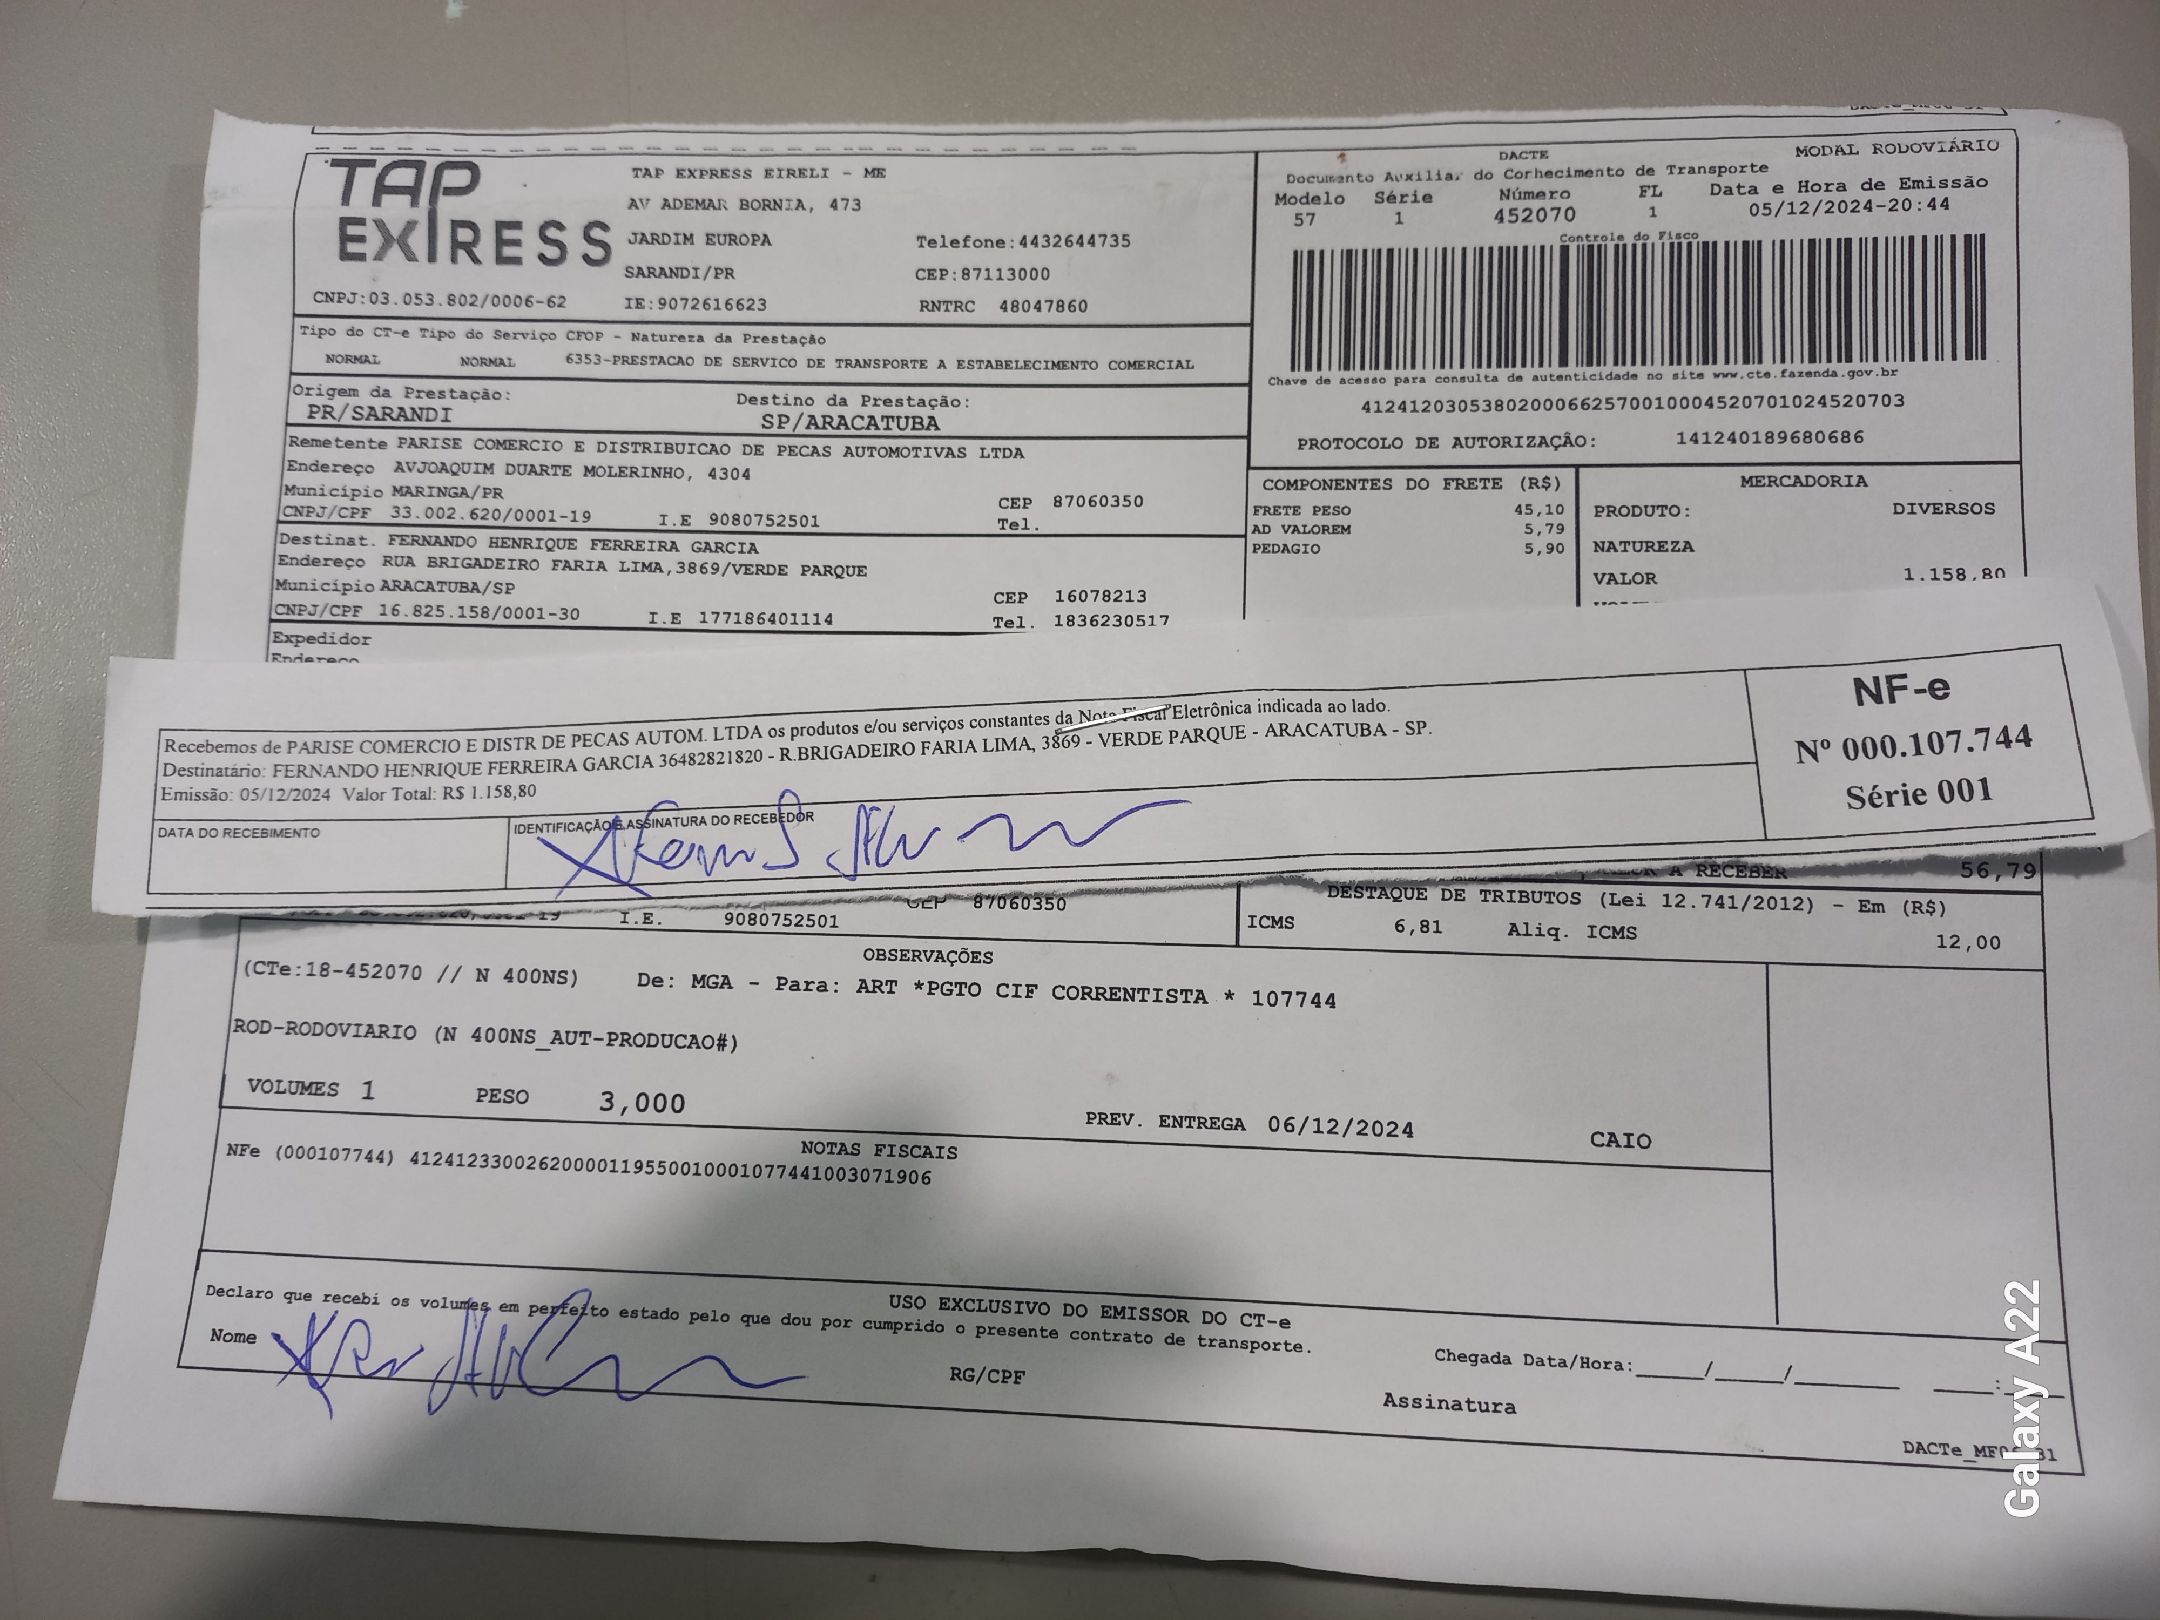 TAP
EXPRESS
TAP EXPRESS EIRELI - ME
AV ADEMAR BORNIA, 473
JARDIM EUROPA Telefone:4432644735
SARANDI/PR CEP:87113000
CNPJ:03.053.802/0006-62 IE:9072616623 RNTRC 48047860
DACTE MODAL RODOVIÁRIO
Documento Auxiliar do Conhecimento de Transporte
Modelo Série Número FL Data e Hora de Emissão
57 1 452070 1 05/12/2024-20:44
Controle do Fisco
Chave de acesso para consulta de autenticidade no site www.cte.fazenda.gov.br
41241203053802000662570010004520701024520703
PROTOCOLO DE AUTORIZAÇÃO: 141240189680686
Tipo do CT-e Tipo do Serviço CFOP - Natureza da Prestação
NORMAL NORMAL 6353-PRESTACAO DE SERVICO DE TRANSPORTE A ESTABELECIMENTO COMERCIAL
Origem da Prestação: Destino da Prestação:
PR/SARANDI SP/ARACATUBA
Remetente PARISE COMERCIO E DISTRIBUICAO DE PECAS AUTOMOTIVAS LTDA
Endereço AVJOAQUIM DUARTE MOLERINHO, 4304
Município MARINGA/PR CEP 87060350
CNPJ/CPF 33.002.620/0001-19 I.E 9080752501 Tel.
Destinat. FERNANDO HENRIQUE FERREIRA GARCIA
Endereço RUA BRIGADEIRO FARIA LIMA,3869/VERDE PARQUE
Município ARACATUBA/SP CEP 16078213
CNPJ/CPF 16.825.158/0001-30 I.E 177186401114 Tel. 1836230517
Expedidor
Endereço
COMPONENTES DO FRETE (R$)
FRETE PESO 45,10
AD VALOREM 5,79
PEDAGIO 5,90
MERCADORIA
PRODUTO: DIVERSOS
NATUREZA
VALOR 1.158,80
Recebemos de PARISE COMERCIO E DISTR DE PECAS AUTOM. LTDA os produtos e/ou serviços constantes da Nota Fiscal Eletrônica indicada ao lado.
Destinatário: FERNANDO HENRIQUE FERREIRA GARCIA 36482821820 - R.BRIGADEIRO FARIA LIMA, 3869 - VERDE PARQUE - ARACATUBA - SP.
Emissão: 05/12/2024 Valor Total: R$ 1.158,80
DATA DO RECEBIMENTO IDENTIFICAÇÃO E ASSINATURA DO RECEBEDOR
NF-e
Nº 000.107.744
Série 001
A RECEBER 56,79
I.E. 9080752501 CEP 87060350
DESTAQUE DE TRIBUTOS (Lei 12.741/2012) - Em (R$)
ICMS 6,81 Aliq. ICMS 12,00
OBSERVAÇÕES
(CTe:18-452070 // N 400NS) De: MGA - Para: ART *PGTO CIF CORRENTISTA * 107744
ROD-RODOVIARIO (N 400NS_AUT-PRODUCAO#)
VOLUMES 1 PESO 3,000 PREV. ENTREGA 06/12/2024 CAIO
NOTAS FISCAIS
NFe (000107744) 41241233002620000119550010001077441003071906
USO EXCLUSIVO DO EMISSOR DO CT-e
Declaro que recebi os volumes em perfeito estado pelo que dou por cumprido o presente contrato de transporte.
Nome RG/CPF Chegada Data/Hora:_____/_____/________ ____:____
Assinatura
Galaxy A22